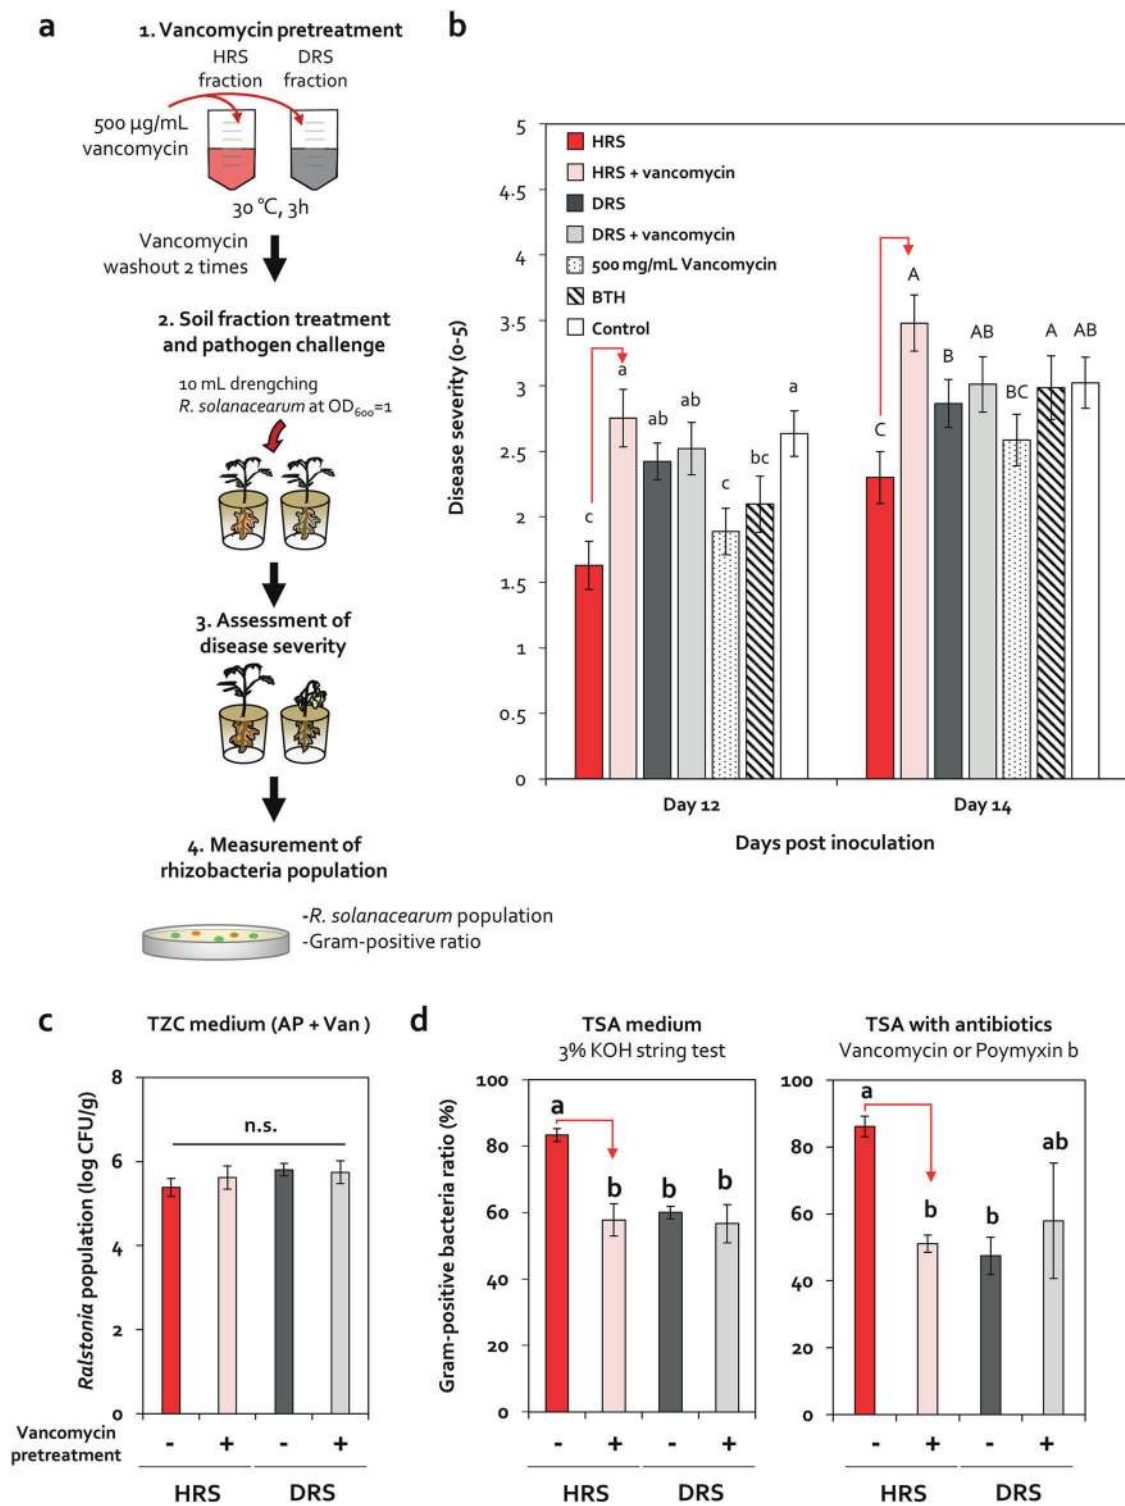 a
1. Vancomycin pretreatment
HRS
fraction
DRS
fraction
500 µg/mL
vancomycin
30 °C, 3h
Vancomycin
washout 2 times
2. Soil fraction treatment
and pathogen challenge
10 mL drengching
R. solanacearum at OD₆₀₀=1
3. Assessment of
disease severity
4. Measurement of
rhizobacteria population
-R. solanacearum population
-Gram-positive ratio
b
Disease severity (0-5)
5
4.5
4
3.5
3
2.5
2
1.5
1
0.5
0
HRS
HRS + vancomycin
DRS
DRS + vancomycin
500 mg/mL Vancomycin
BTH
Control
c
a
ab
ab
c
bc
a
C
A
B
AB
BC
A
AB
Day 12
Day 14
Days post inoculation
c
TZC medium (AP + Van )
Ralstonia population (log CFU/g)
8
6
4
2
0
n.s.
Vancomycin
pretreatment
- + - +
HRS DRS
d
TSA medium
3% KOH string test
Gram-positive bacteria ratio (%)
100
80
60
40
20
0
a
b
b
b
- + - +
HRS DRS
TSA with antibiotics
Vancomycin or Poymyxin b
100
80
60
40
20
0
a
b
b
ab
- + - +
HRS DRS